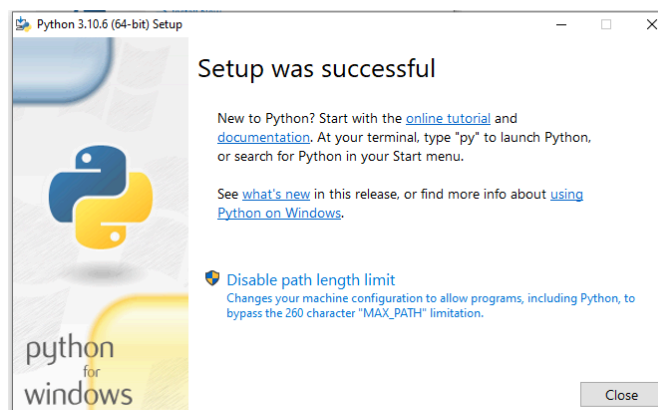 Python 3.10.6 (64-bit) Setup
Setup was successful
New to Python? Start with the online tutorial and
documentation. At your terminal, type "py" to launch Python,
or search for Python in your Start menu.
See what's new in this release, or find more info about using
Python on Windows.
Disable path length limit
Changes your machine configuration to allow programs, including Python, to
bypass the 260 character "MAX_PATH" limitation.
python
for
windows
Close